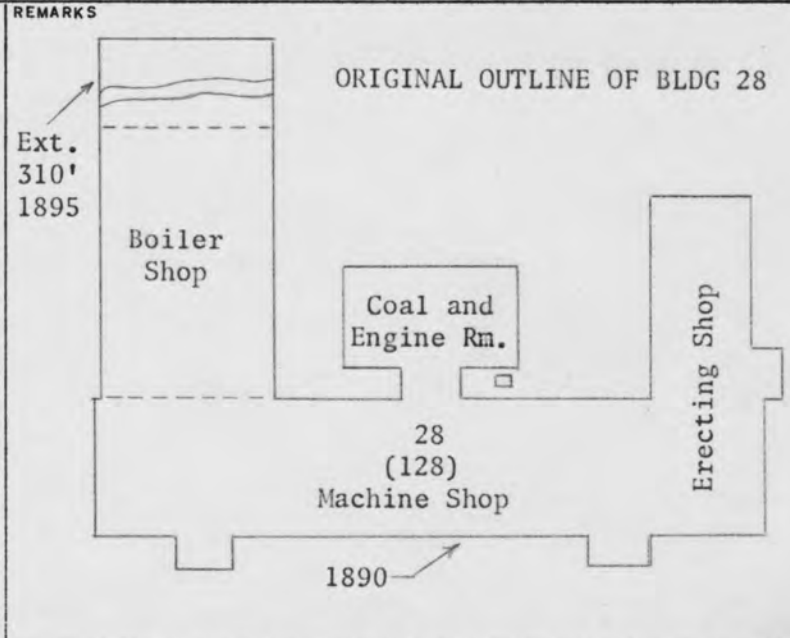 REMARKS
ORIGINAL OUTLINE OF BLDG 28
Ext.
310'
1895
Boiler
Shop
Coal and
Engine Rm.
Erecting Shop
28
(128)
Machine Shop
1890